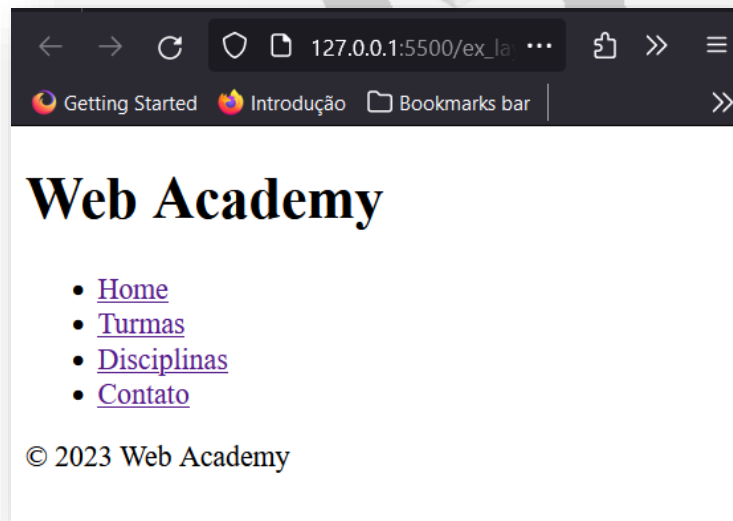 127.0.0.1:5500/ex_la
Getting Started Introdução Bookmarks bar
Web Academy
• Home
• Turmas
• Disciplinas
• Contato
© 2023 Web Academy